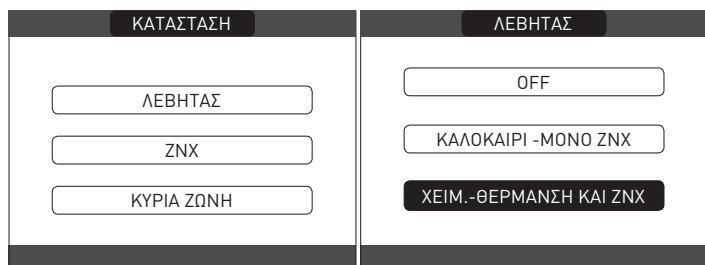 ΚΑΤΑΣΤΑΣΗ
ΛΕΒΗΤΑΣ
ΖΝΧ
ΚΥΡΙΑ ΖΩΝΗ
ΛΕΒΗΤΑΣ
OFF
ΚΑΛΟΚΑΙΡΙ -ΜΟΝΟ ΖΝΧ
ΧΕΙΜ.-ΘΕΡΜΑΝΣΗ ΚΑΙ ΖΝΧ